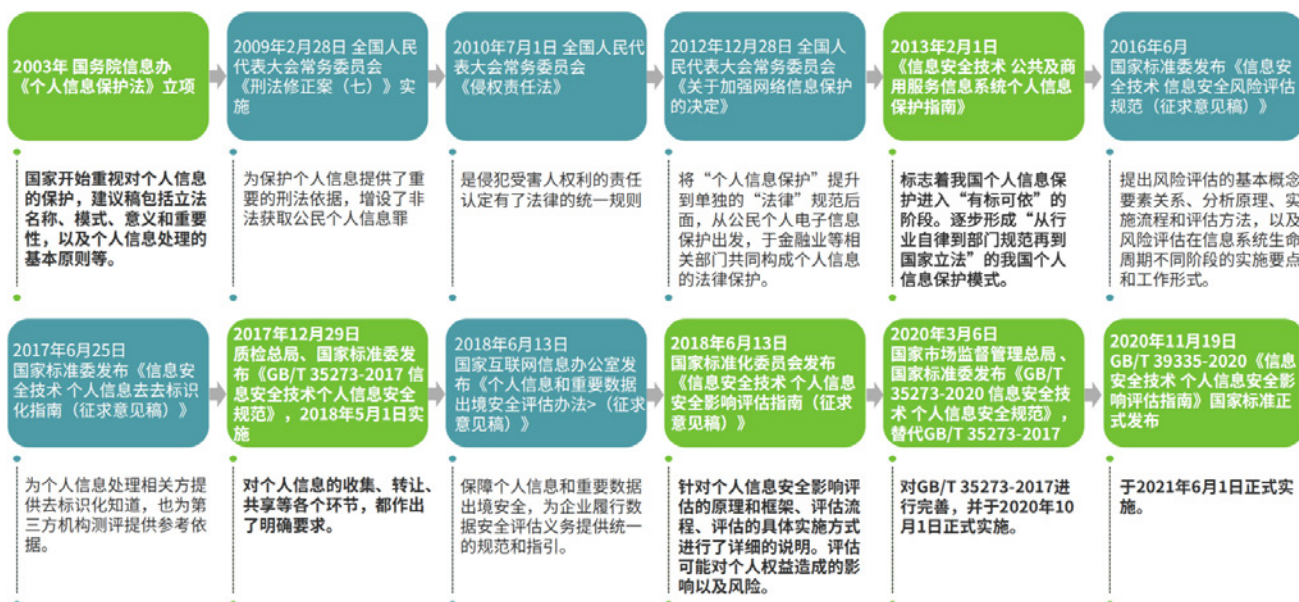 2003年 国务院信息办
《个人信息保护法》立项
2009年2月28日 全国人民
代表大会常务委员会
《刑法修正案（七）》实
施
2010年7月1日 全国人民代
表大会常务委员会
《侵权责任法》
2012年12月28日 全国人
民代表大会常务委员会
《关于加强网络信息保护
的决定》
2013年2月1日
《信息安全技术 公共及商
用服务信息系统个人信息
保护指南》
2016年6月
国家标准委发布《信息安
全技术 信息安全风险评估
规范（征求意见稿）》
国家开始重视对个人信息
的保护，建议稿包括立法
名称、模式、意义和重要
性，以及个人信息处理的
基本原则等。
为保护个人信息提供了重
要的刑法依据，增设了非
法获取公民个人信息罪
是侵犯受害人权利的责任
认定有了法律的统一规则
将“个人信息保护”提升
到单独的“法律”规范后
面，从公民个人电子信息
保护出发，于金融业等相
关部门共同构成个人信息
的法律保护。
标志着我国个人信息保
护进入“有标可依”的
的阶段。逐步形成“从行
业自律到部门规范再到
国家立法”的我国个人
信息保护模式。
提出风险评估的基本概念
要素关系、分析原理、实
施流程和评估方法，以及
风险评估在信息系统生命
周期不同阶段的实施要点
和工作形式。
2017年6月25日
国家标准委发布《信息安
全技术 个人信息去去标识
化指南（征求意见稿）》
2017年12月29日
质检总局、国家标准委发
布《GB/T 35273-2017 信
息安全技术个人信息安全
规范》，2018年5月1日实
施
2018年6月13日
国家互联网信息办公室发
布《个人信息和重要数据
出境安全评估办法>（征求
意见稿）》
2018年6月13日
国家标准化委员会发布
《信息安全技术 个人信息
安全影响评估指南（征求
意见稿）》
2020年3月6日
国家市场监督管理总局、
国家标准委发布《GB/T
35273-2020 信息安全技
术 个人信息安全规范》，
替代GB/T 35273-2017
2020年11月19日
GB/T 39335-2020《信息
安全技术 个人信息安全影
响评估指南》国家标准正
式发布
为个人信息处理相关方提
供去标识化知道，也为第
三方机构测评提供参考依
据。
对个人信息的收集、转让、
共享等各个环节，都作出
了明确要求。
保障个人信息和重要数据
出境安全，为企业履行数
据安全评估义务提供统一
的规范和指引。
针对个人信息安全影响评
估的原理和框架、评估流
程、评估的具体实施方式
进行了详细的说明。评估
可能对个人权益造成的影
响以及风险。
对GB/T 35273-2017进
行完善，并于2020年10
月1日正式实施。
于2021年6月1日正式实
施。